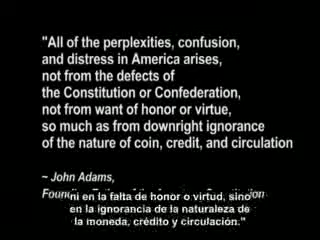 "All of the perplexities, confusion,
and distress in America arises,
not from the defects of
the Constitution or Confederation,
not from want of honor or virtue,
so much as from downright ignorance
of the nature of coin, credit, and circulation
~ John Adams,
ni en la falta de honor o virtud, sino
en la ignorancia de la naturaleza de
la moneda, crédito y circulación."